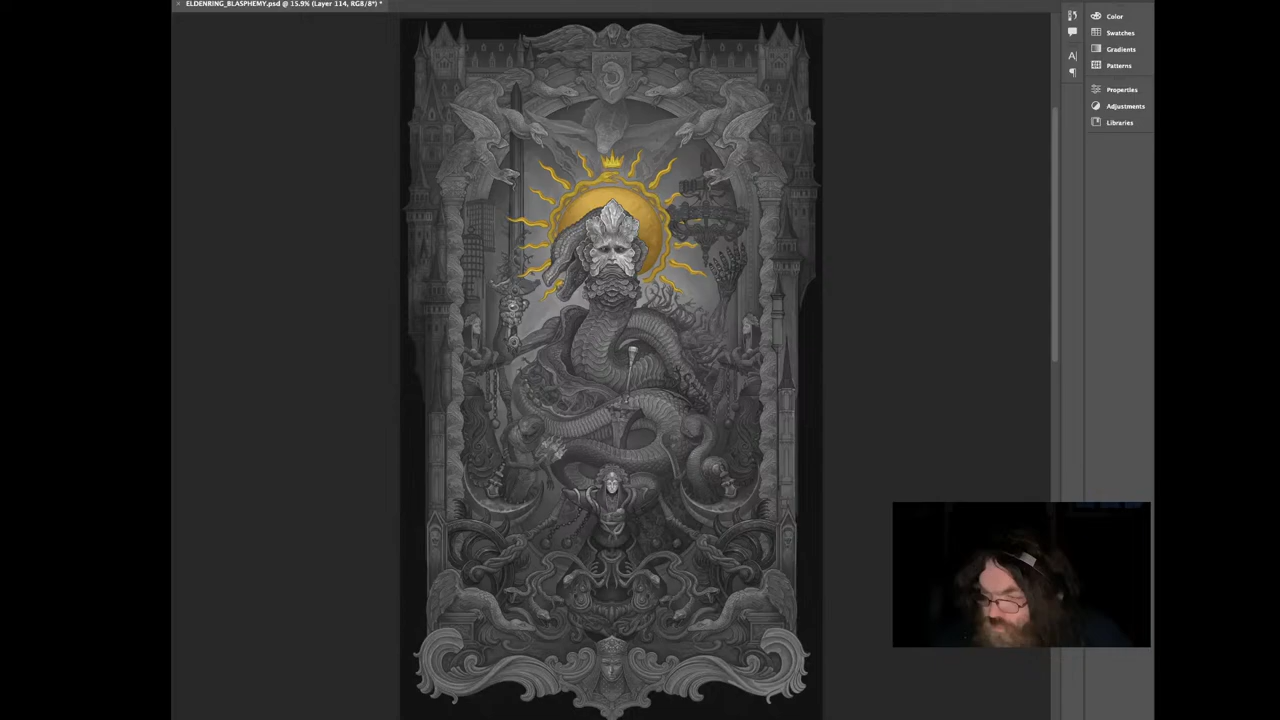 × ELDENRING_BLASPHEMY.psd @ 15.9% (Layer 114, RGB/8*) *
Color
Swatches
Gradients
Patterns
Properties
Adjustments
Libraries